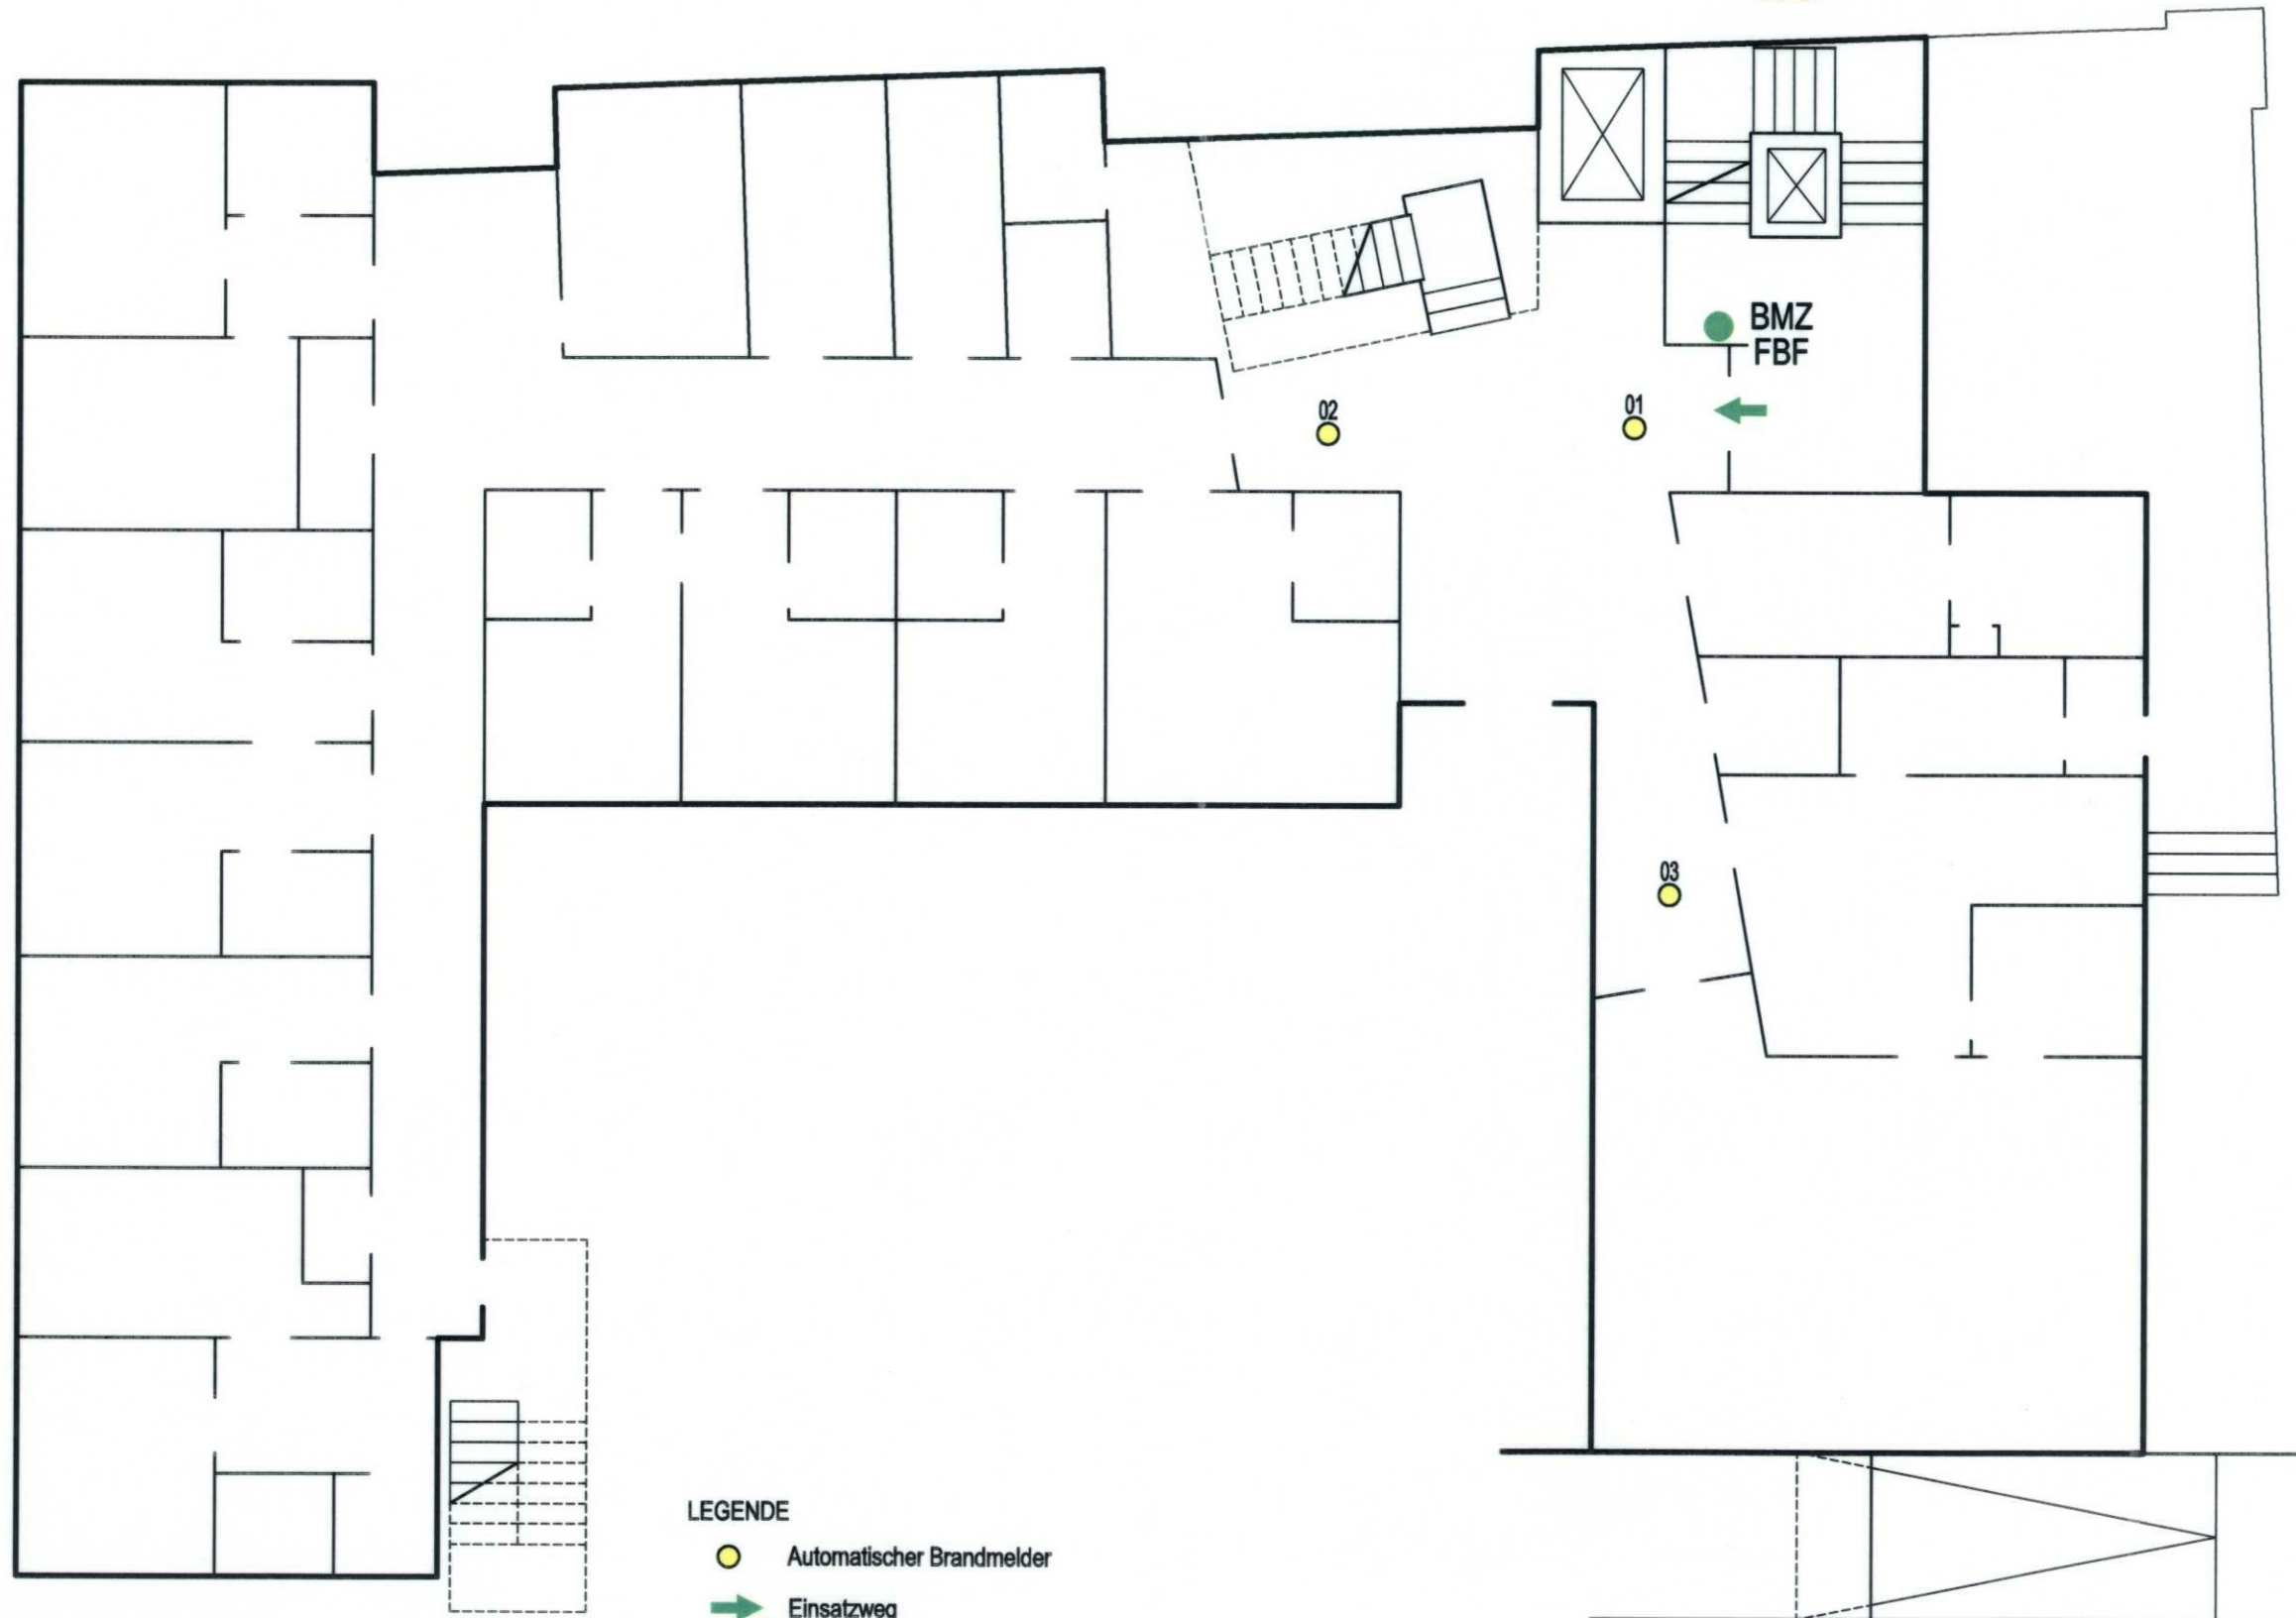 BMZ
FBF
02
01
03
LEGENDE
Automatischer Brandmelder
Einsatzweg